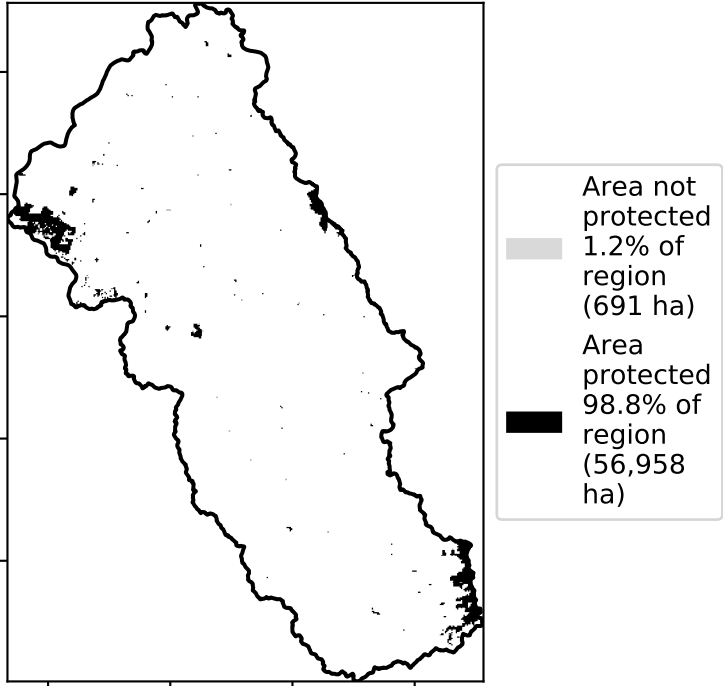 Area not
protected
1.2% of
region
(691 ha)
Area
protected
98.8% of
region
(56,958
ha)